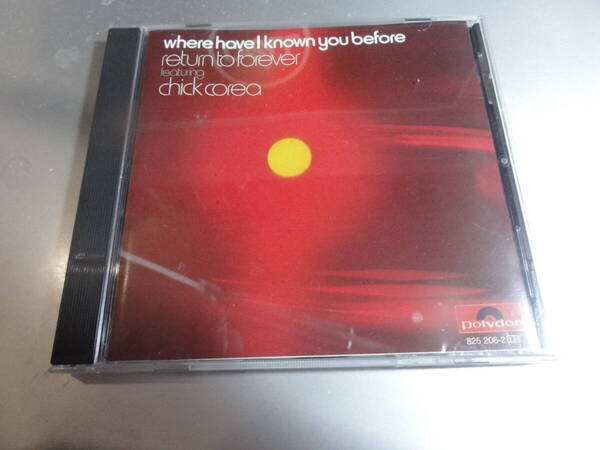 where have I known you before
return to forever
featuring
chick corea
polydor
825 206-2